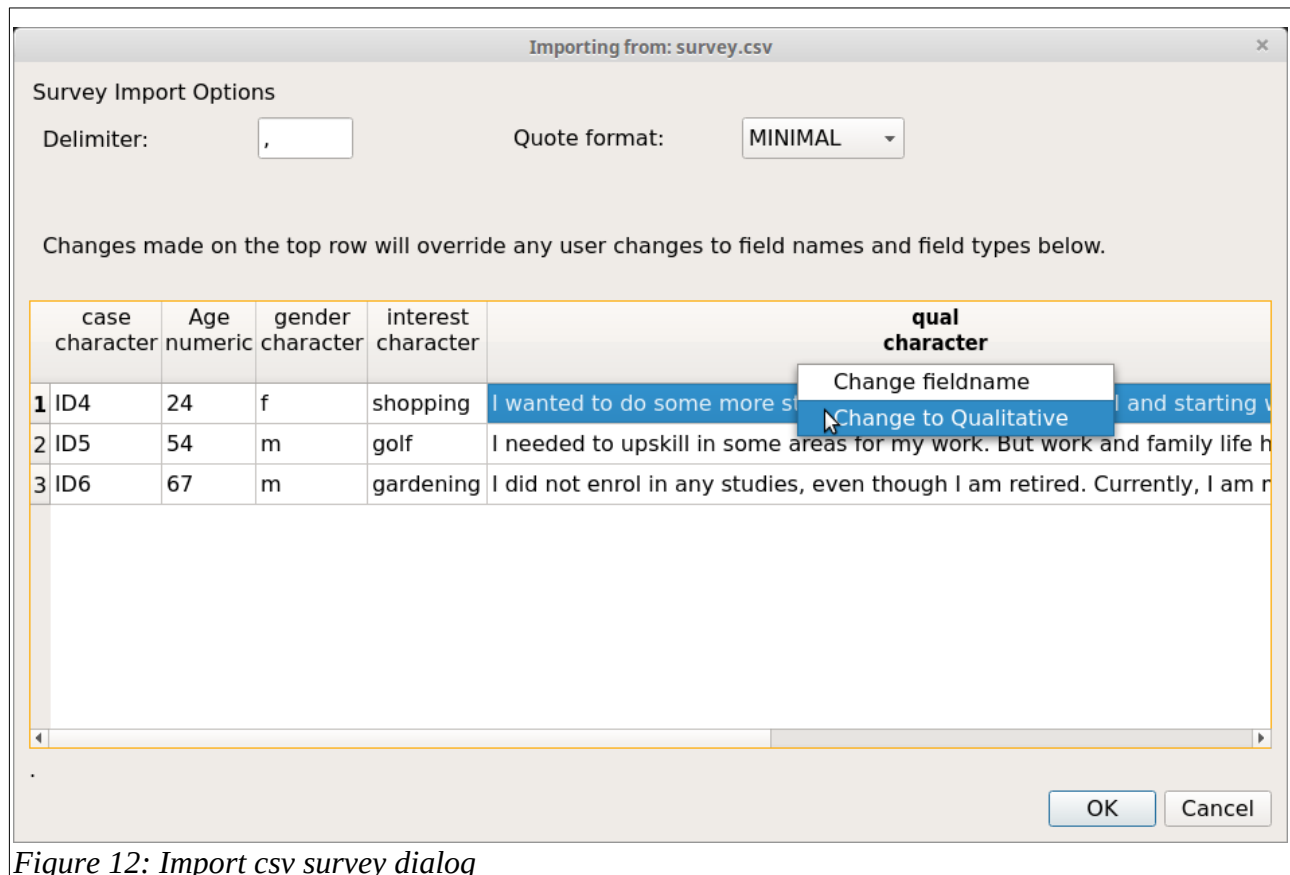 Importing from: survey.csv ×
Survey Import Options
Delimiter: , Quote format: MINIMAL
Changes made on the top row will override any user changes to field names and field types below.
case Age gender interest qual
character numeric character character character
Change fieldname
1 ID4 24 f shopping I wanted to do some more l and starting
Change to Qualitative
2 ID5 54 m golf I needed to upskill in some areas for my work. But work and family life h
3 ID6 67 m gardening I did not enrol in any studies, even though I am retired. Currently, I am
.
OK Cancel
Figure 12: Import csv survey dialog